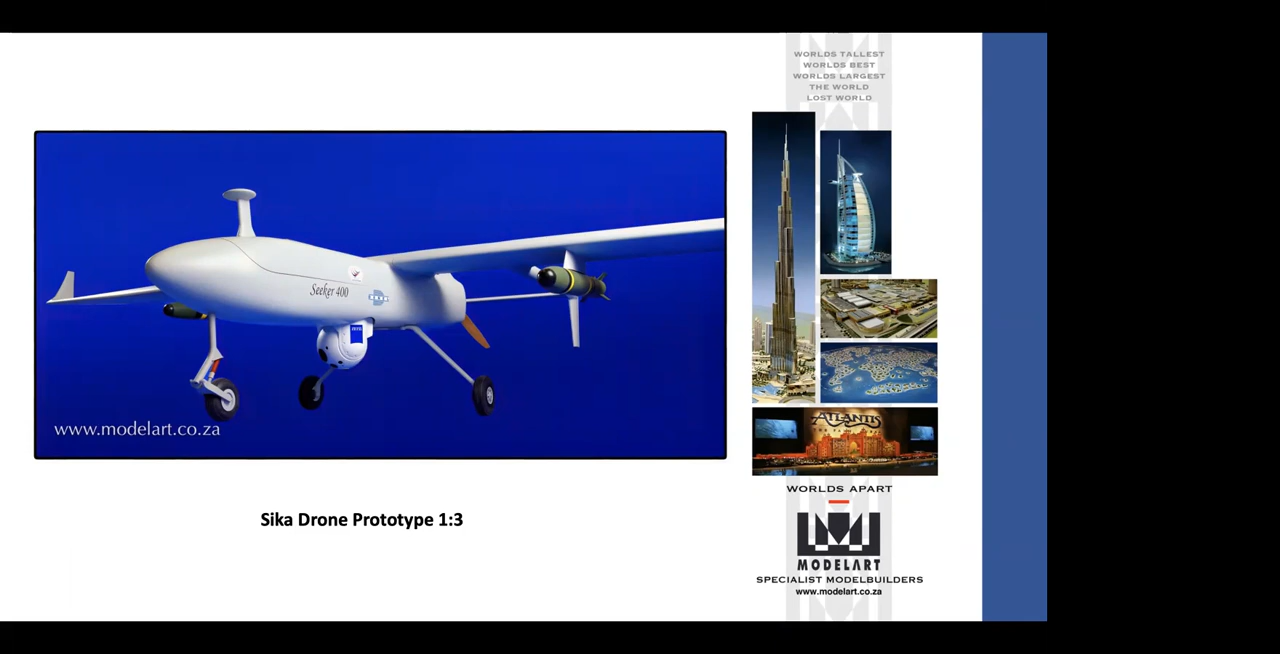 WORLDS TALLEST
WORLDS BEST
WORLDS LARGEST
THE WORLD
LOST WORLD
Seeker 400
www.modelart.co.za
Sika Drone Prototype 1:3
ATLANTIS
WORLDS APART
MODELART
SPECIALIST MODELBUILDERS
www.modelart.co.za